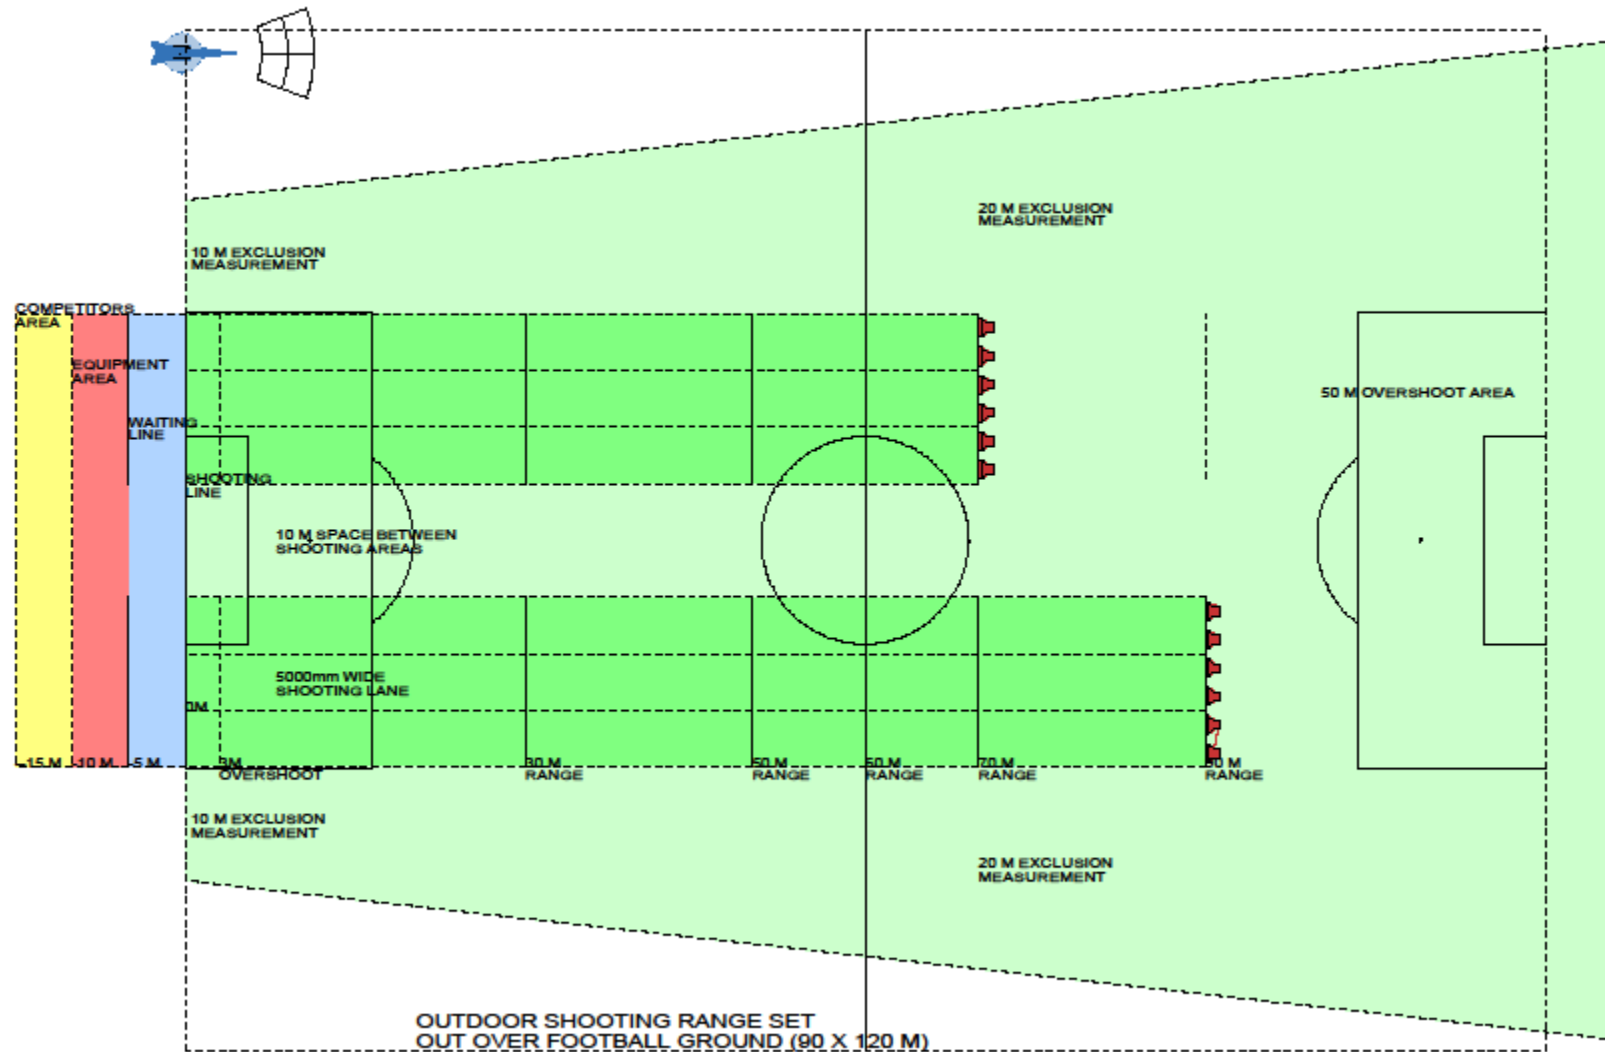 20 M EXCLUSION
MEASUREMENT
10 M EXCLUSION
MEASUREMENT
COMPETITORS
AREA
EQUIPMENT
AREA
50 M OVERSHOOT AREA
WAITING
LINE
SHOOTING
LINE
10 M SPACE BETWEEN
SHOOTING AREAS
5000mm WIDE
SHOOTING LANE
0M
-15 M
-10 M
-5 M
3M
OVERSHOOT
30 M
RANGE
50 M
RANGE
60 M
RANGE
70 M
RANGE
90 M
RANGE
10 M EXCLUSION
MEASUREMENT
20 M EXCLUSION
MEASUREMENT
OUTDOOR SHOOTING RANGE SET
OUT OVER FOOTBALL GROUND (90 X 120 M)